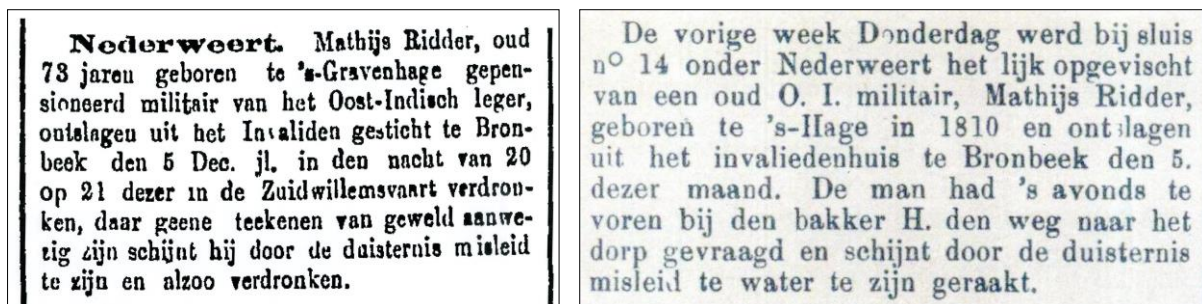 Nederweert. Mathijs Ridder, oud
73 jaren geboren te 's-Gravenhage gepen-
sioneerd militair van het Oost-Indisch leger,
ontslagen uit het Invaliden gesticht te Bron-
beek den 5 Dec. jl. in den nacht van 20
op 21 dezer in de Zuidwillemsvaart verdron-
ken, daar geene teekenen van geweld aanwe-
zig zijn schijnt hij door de duisternis misleid
te zijn en alzoo verdronken.
De vorige week Donderdag werd bij sluis
nº 14 onder Nederweert het lijk opgevischt
van een oud O. I. militair, Mathijs Ridder,
geboren te 's-Hage in 1810 en ontslagen
uit het invaliedenhuis te Bronbeek den 5.
dezer maand. De man had 's avonds te
voren bij den bakker H. den weg naar het
dorp gevraagd en schijnt door de duisternis
misleid te water te zijn geraakt.